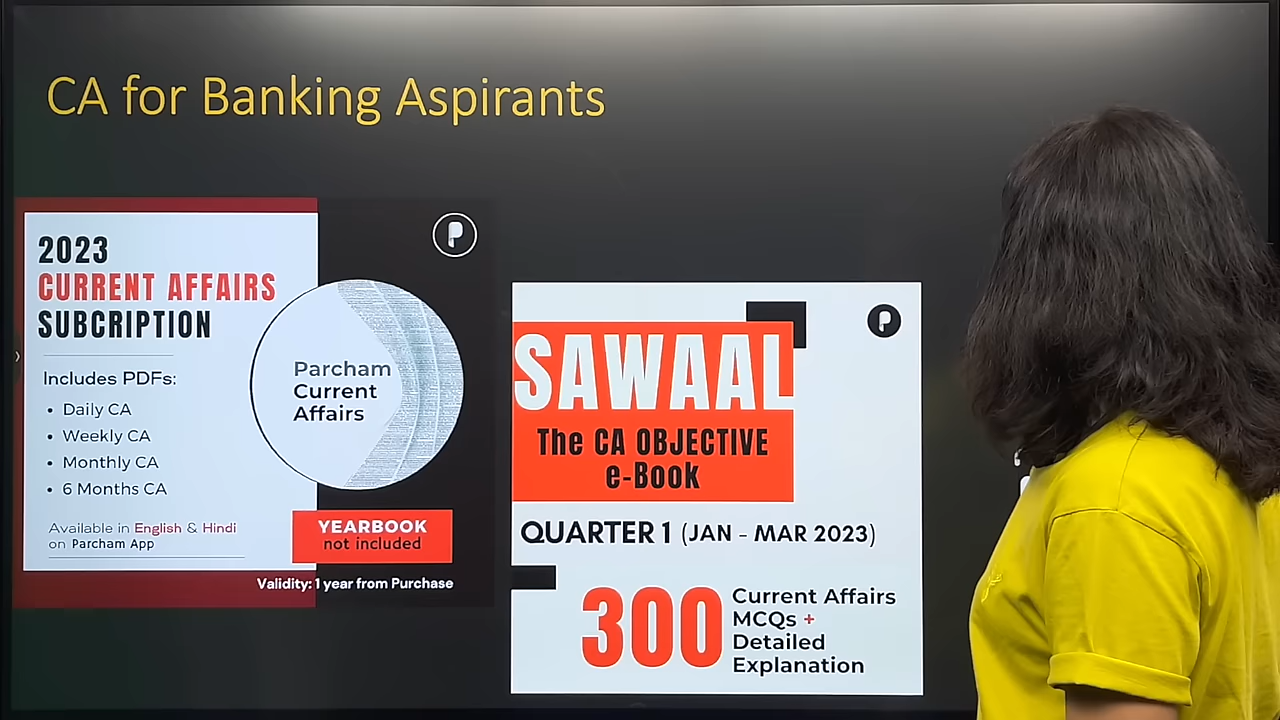 CA for Banking Aspirants
2023
CURRENT AFFAIRS
SUBCRIPTION
Includes PDFs:
• Daily CA
• Weekly CA
• Monthly CA
• 6 Months CA
Available in English & Hindi
on Parcham App
Parcham
Current
Affairs
YEARBOOK
not included
Validity: 1 year from Purchase
SAWAAL
The CA OBJECTIVE
e-Book
QUARTER 1 (JAN - MAR 2023)
300
Current Affairs
MCQs +
Detailed
Explanation